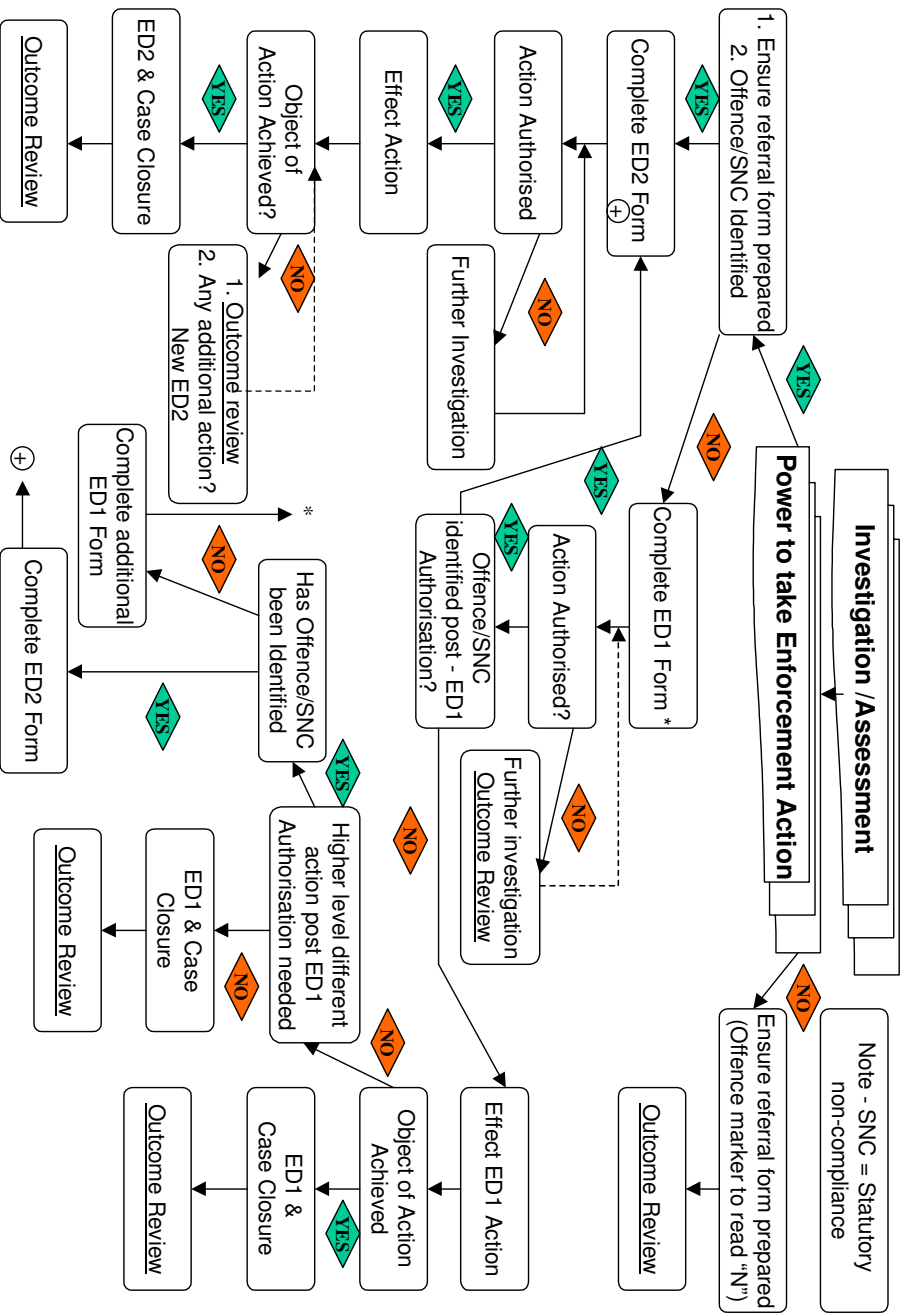 Investigation /Assessment
Power to take Enforcement Action
Note - SNC = Statutory
non-compliance
YES
NO
1. Ensure referral form prepared
2. Offence/SNC Identified
Ensure referral form prepared
(Offence marker to read “N”)
Outcome Review
YES
NO
Complete ED2 Form
+
Complete ED1 Form *
Action Authorised
NO
Further Investigation
YES
Effect Action
Object of
Action Achieved?
NO
1. Outcome review
2. Any additional action?
New ED2
YES
ED2 & Case Closure
Outcome Review
Action Authorised?
NO
Further investigation
Outcome Review
YES
Offence/SNC
identified post - ED1
Authorisation?
YES
NO
Effect ED1 Action
Object of Action
Achieved
YES
ED1 &
Case Closure
Outcome Review
NO
Higher level different
action post ED1
Authorisation needed
NO
ED1 & Case
Closure
Outcome Review
YES
Has Offence/SNC
been Identified
NO
Complete additional
ED1 Form
*
YES
Complete ED2 Form
+